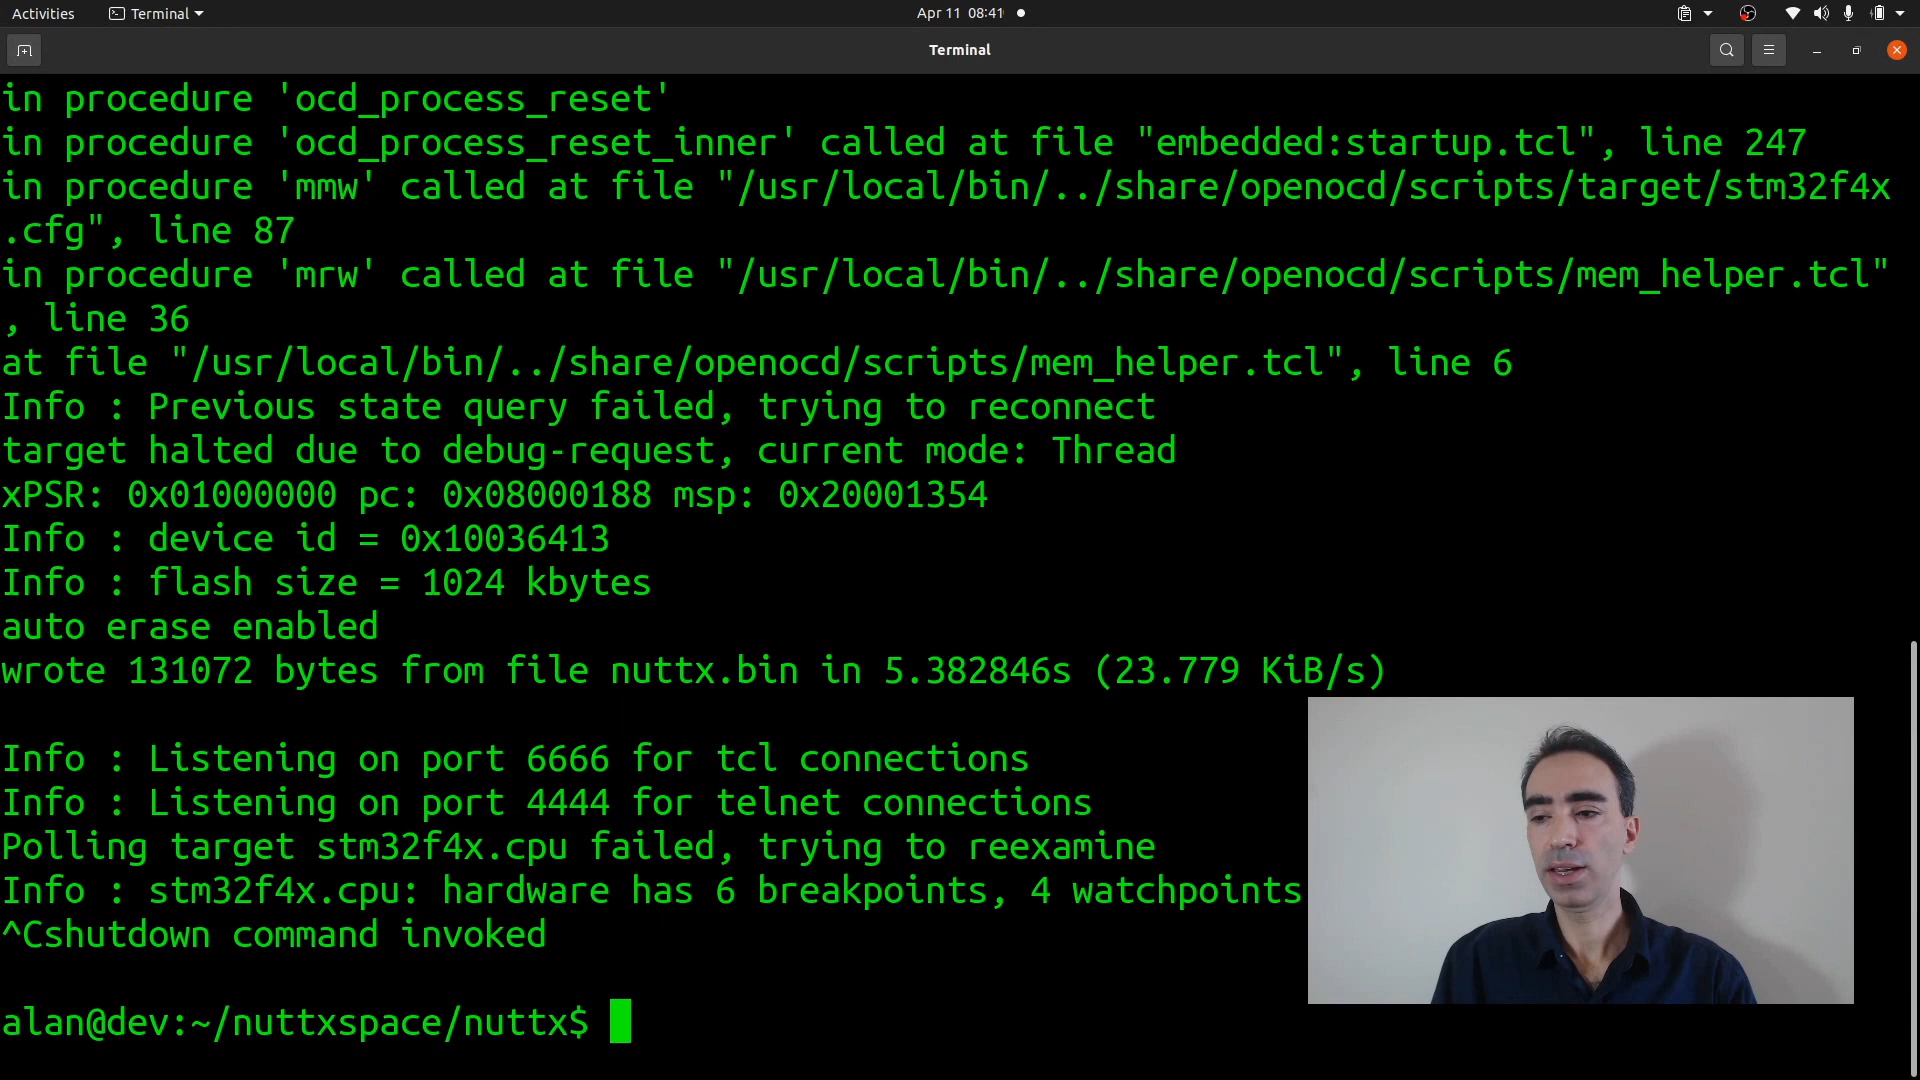 Activities Terminal Apr 11 08:41
Terminal
in procedure 'ocd_process_reset'
in procedure 'ocd_process_reset_inner' called at file "embedded:startup.tcl", line 247
in procedure 'mmw' called at file "/usr/local/bin/../share/openocd/scripts/target/stm32f4x
.cfg", line 87
in procedure 'mrw' called at file "/usr/local/bin/../share/openocd/scripts/mem_helper.tcl"
, line 36
at file "/usr/local/bin/../share/openocd/scripts/mem_helper.tcl", line 6
Info : Previous state query failed, trying to reconnect
target halted due to debug-request, current mode: Thread
xPSR: 0x01000000 pc: 0x08000188 msp: 0x20001354
Info : device id = 0x10036413
Info : flash size = 1024 kbytes
auto erase enabled
wrote 131072 bytes from file nuttx.bin in 5.382846s (23.779 KiB/s)
Info : Listening on port 6666 for tcl connections
Info : Listening on port 4444 for telnet connections
Polling target stm32f4x.cpu failed, trying to reexamine
Info : stm32f4x.cpu: hardware has 6 breakpoints, 4 watchpoints
^Cshutdown command invoked
alan@dev:~/nuttxspace/nuttx$